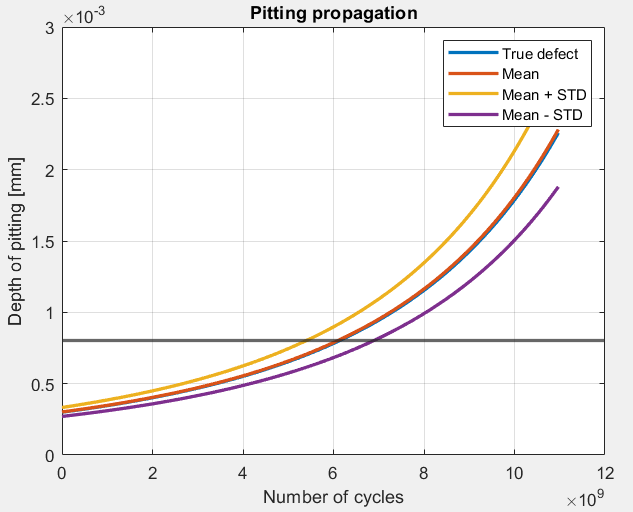 Pitting propagation
×10⁻³
3
2.5
2
1.5
1
0.5
0
Depth of pitting [mm]
True defect
Mean
Mean + STD
Mean - STD
0 2 4 6 8 10 12
Number of cycles
×10⁹